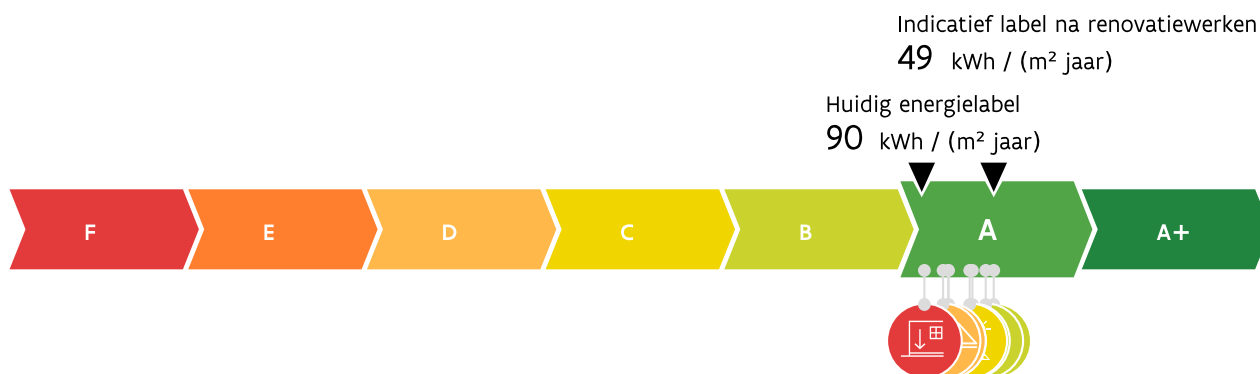 Indicatief label na renovatiewerken
49 kWh / (m² jaar)
Huidig energielabel
90 kWh / (m² jaar)
F E D C B A A+